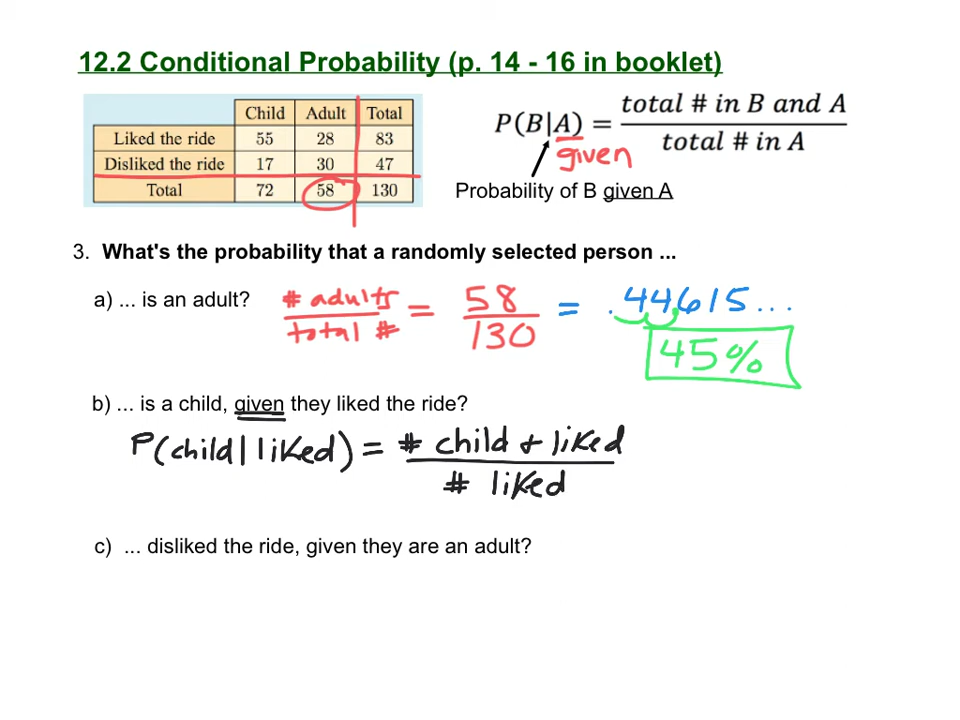 12.2 Conditional Probability (p. 14 - 16 in booklet)
Child Adult Total
Liked the ride 55 28 83
Disliked the ride 17 30 47
Total 72 58 130
P(B|A) = total # in B and A / total # in A
given
Probability of B given A
3. What's the probability that a randomly selected person ...
a) ... is an adult? # adults / total # = 58 / 130 = .44615...
45%
b) ... is a child, given they liked the ride?
P(child | liked) = # child + liked / # liked
c) ... disliked the ride, given they are an adult?